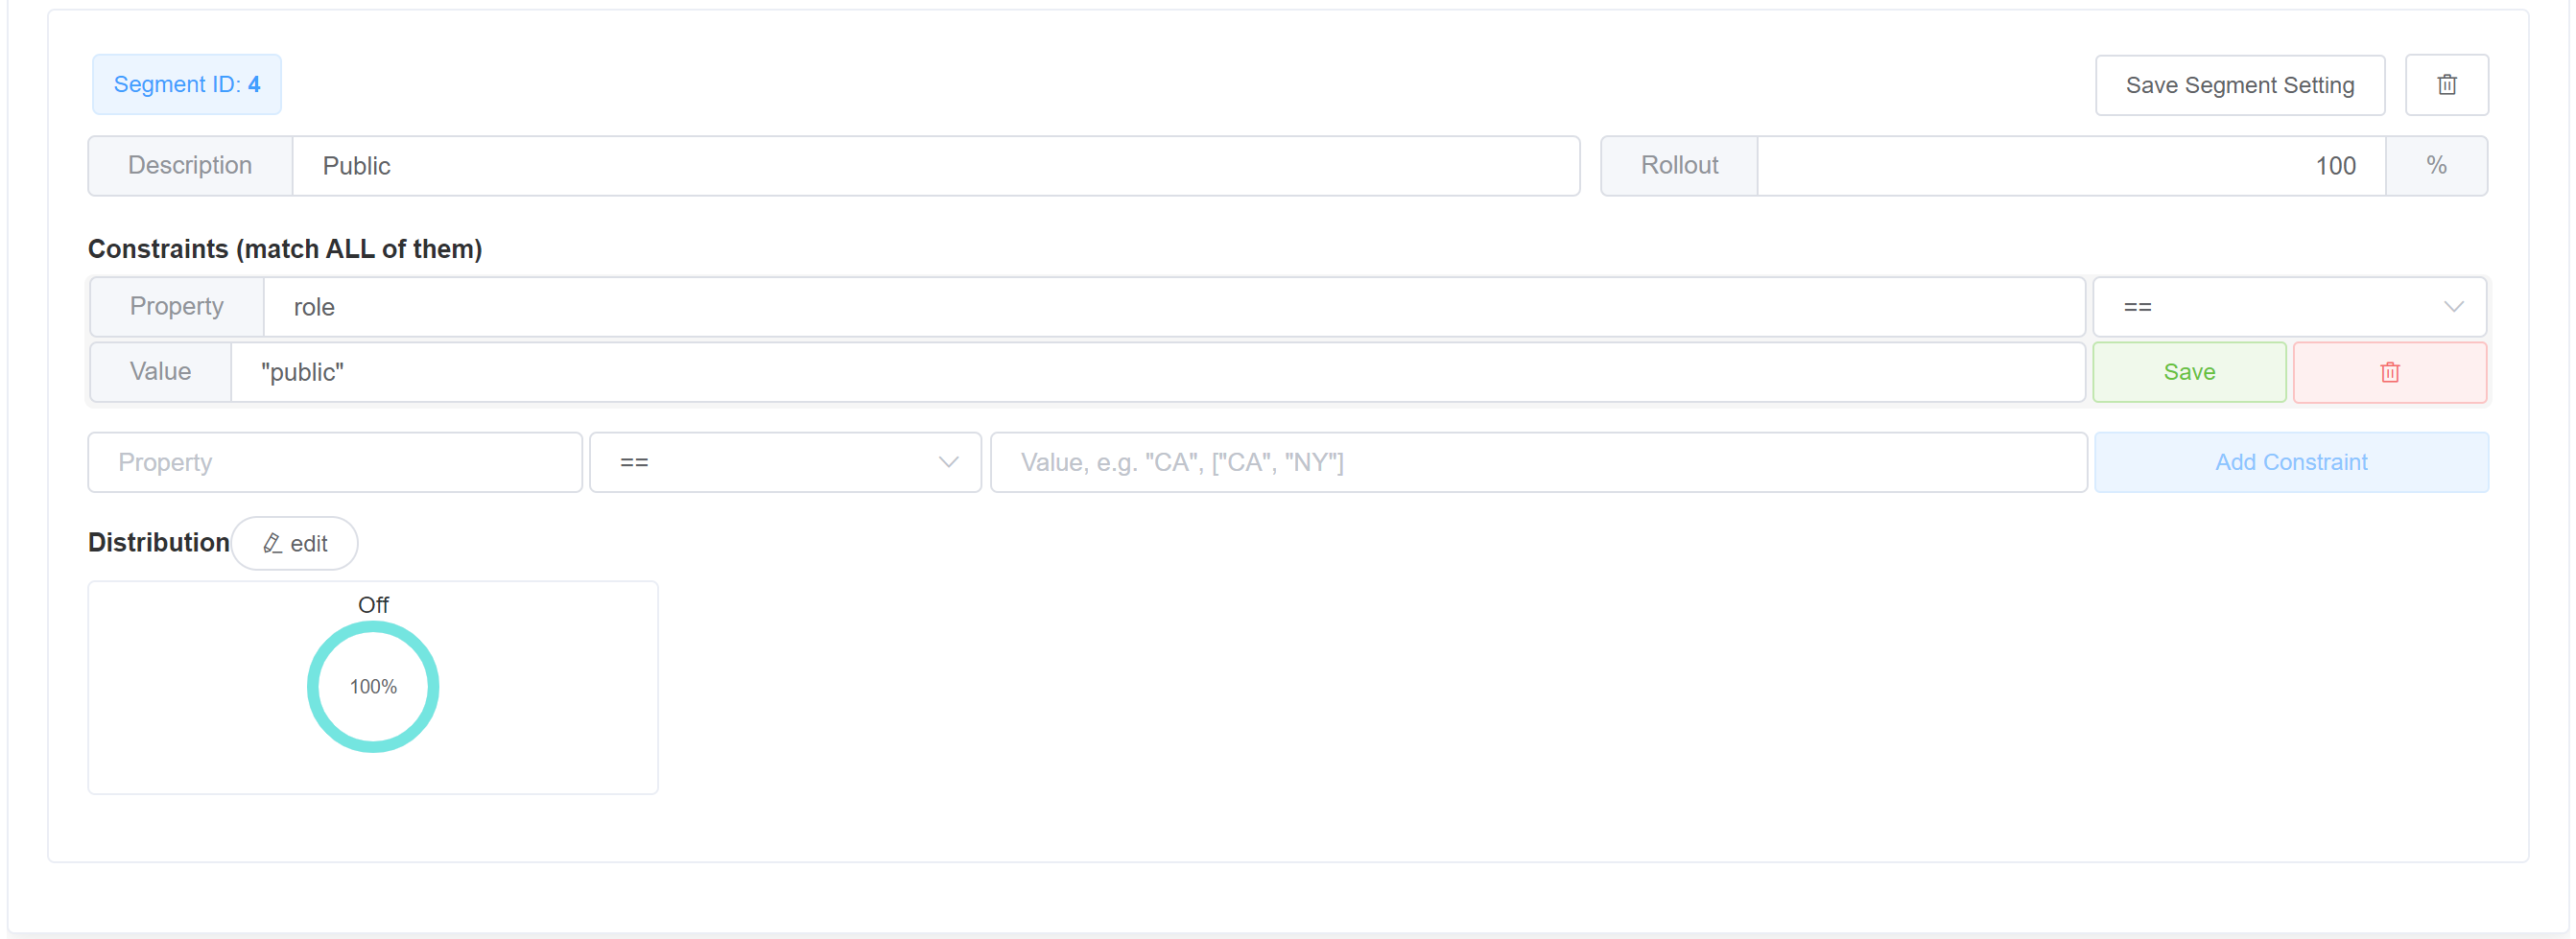 Segment ID: 4
Save Segment Setting
Description Public
Rollout 100 %
Constraints (match ALL of them)
Property role ==
Value "public" Save
Property == Value, e.g. "CA", ["CA", "NY"] Add Constraint
Distribution edit
Off
100%